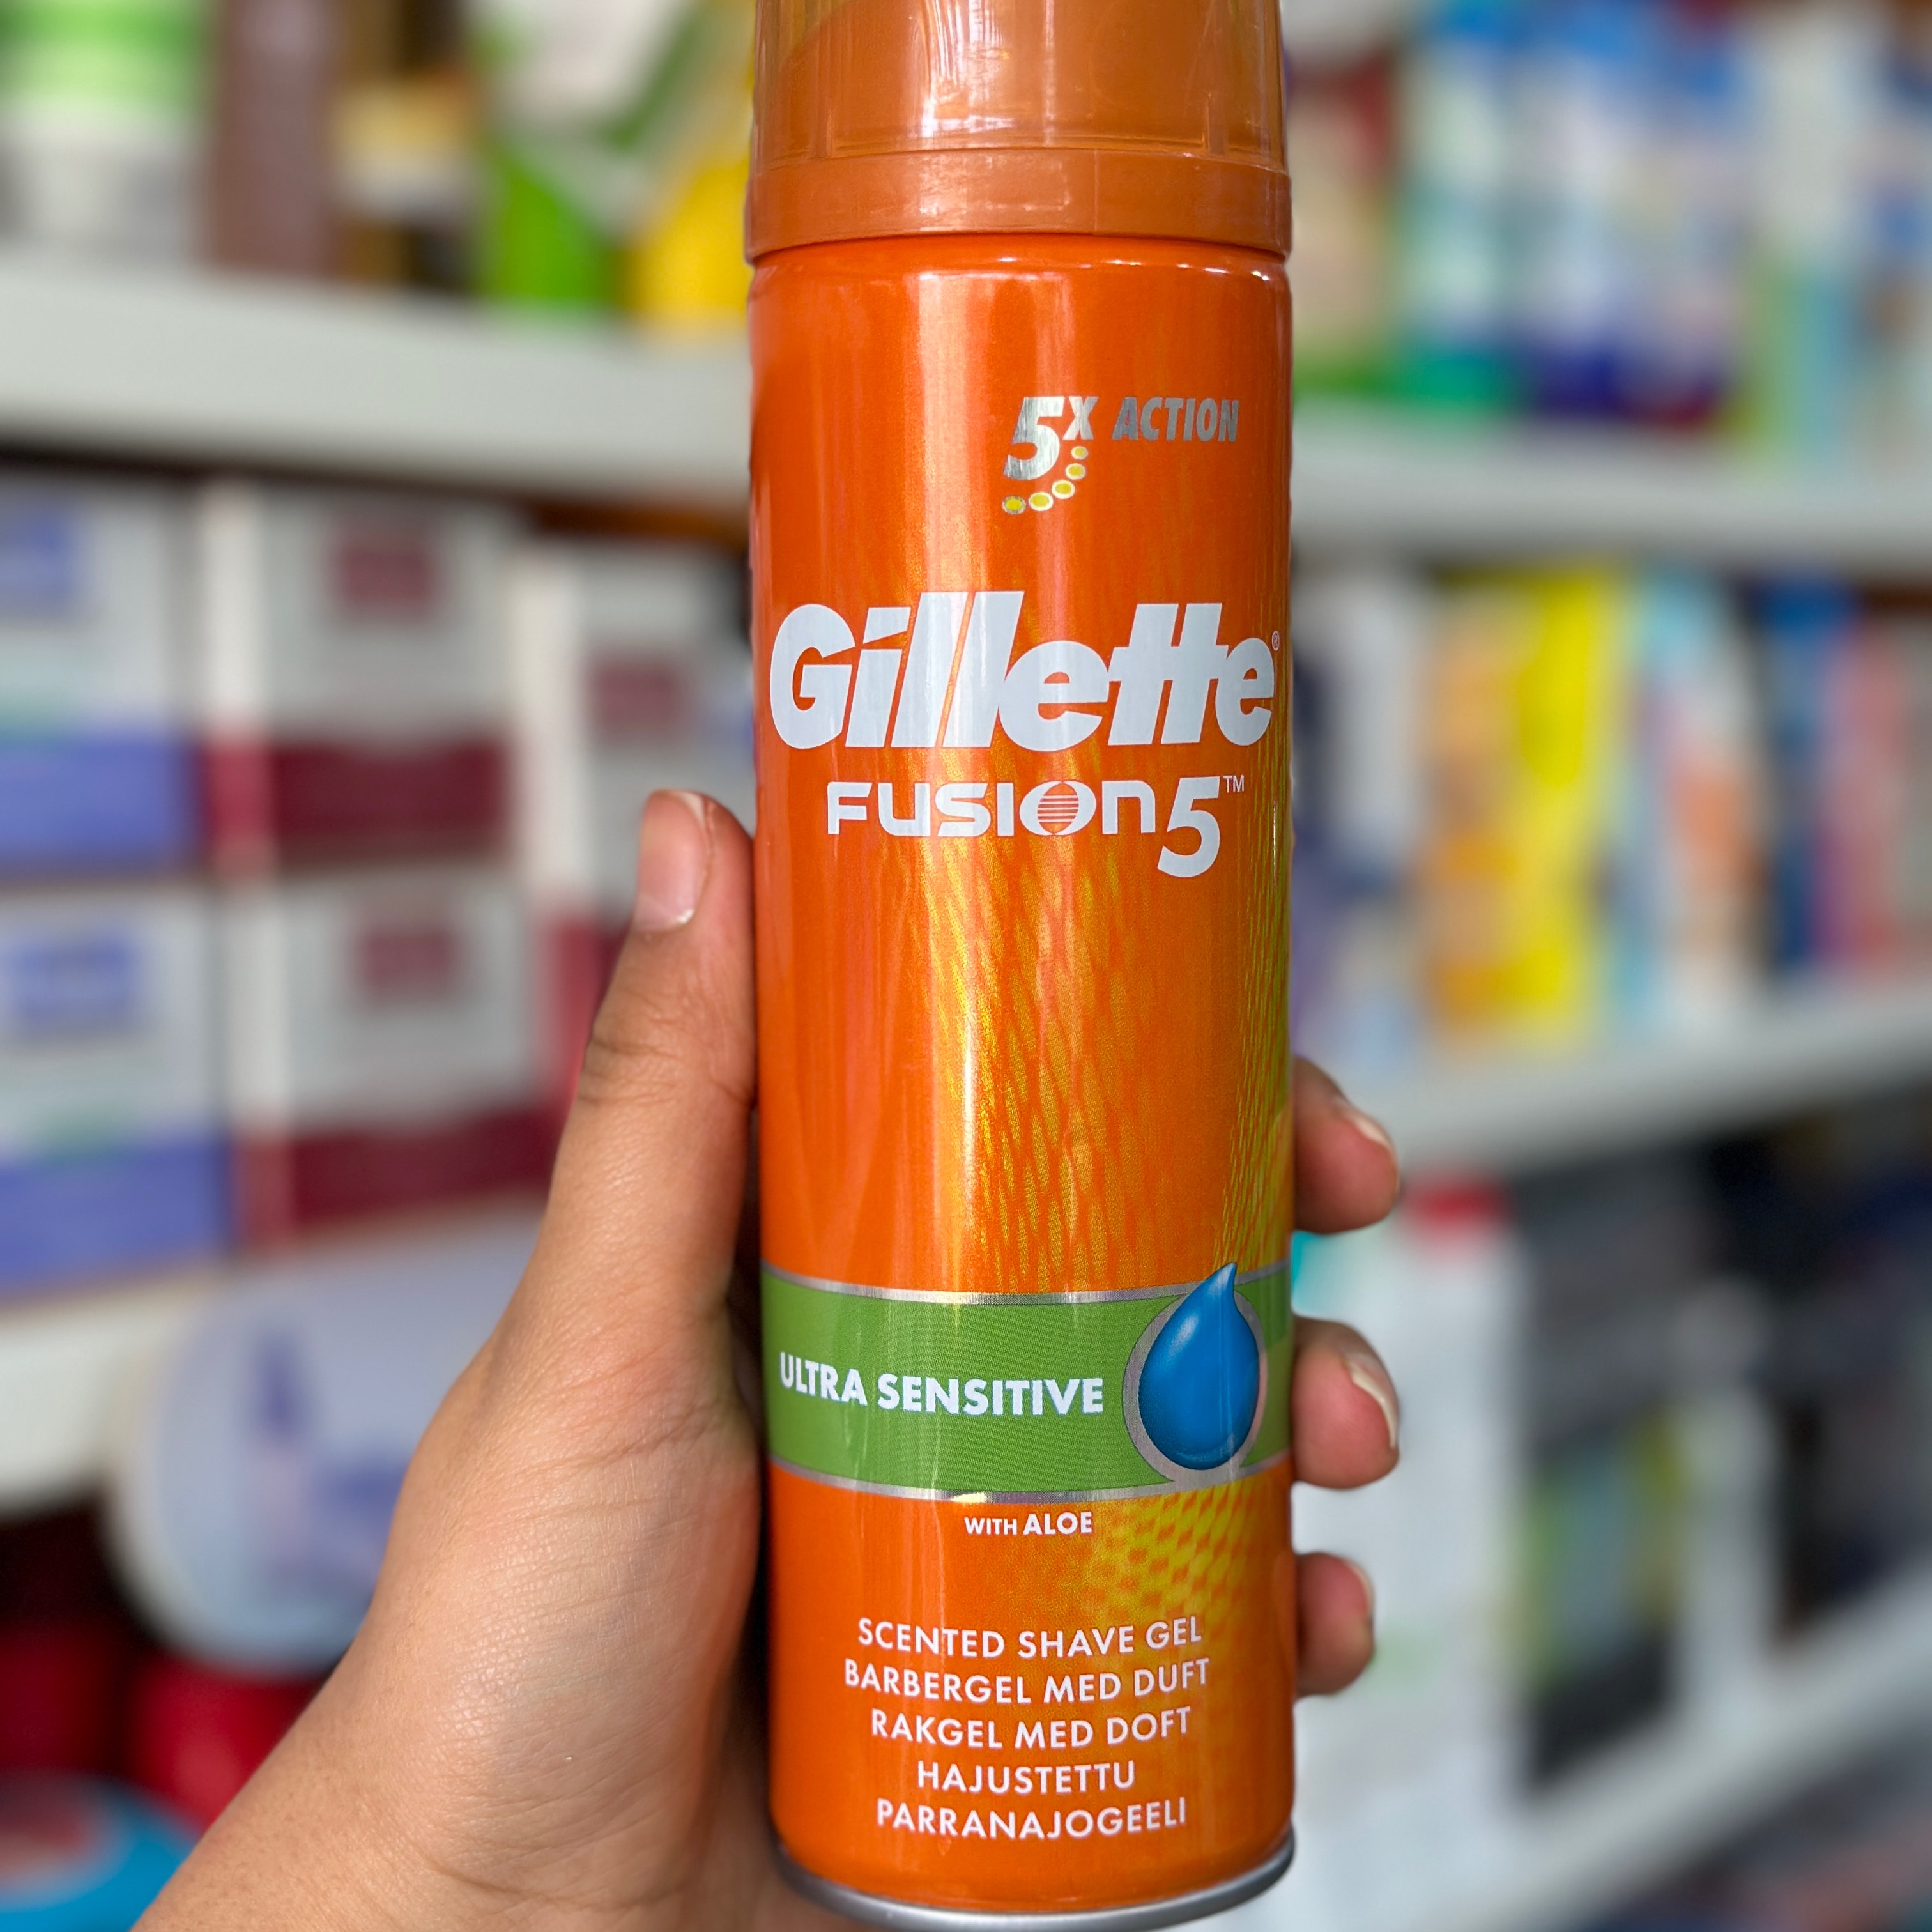 5X ACTION
Gillette®
FUSION5™
ULTRA SENSITIVE
WITH ALOE
SCENTED SHAVE GEL
BARBERGEL MED DUFT
RAKGEL MED DOFT
HAJUSTETTU
PARRANAJOGEELI